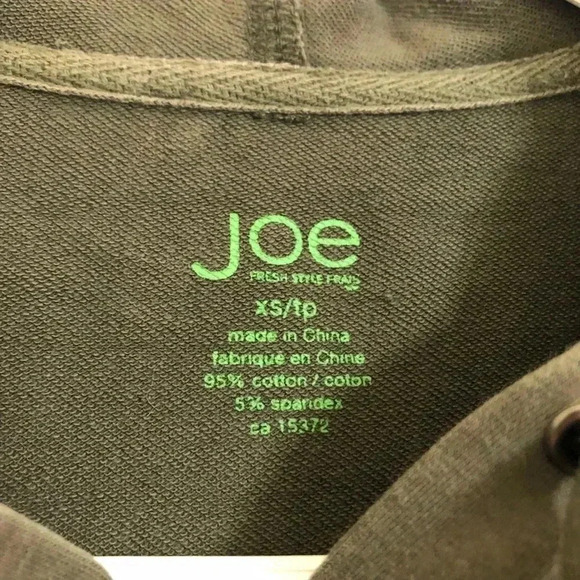 Joe
FRESH STYLE FRAIS
XS/tp
made in China
fabriqué en Chine
95% cotton / coton
5% spandex
ca 15372